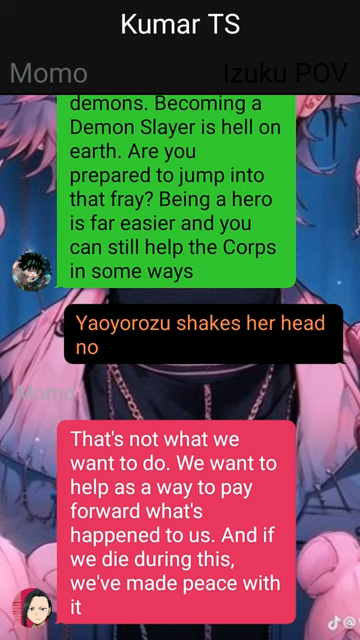 Kumar TS
Momo
Izuku POV
demons. Becoming a
Demon Slayer is hell on
earth. Are you
prepared to jump into
that fray? Being a hero
is far easier and you
can still help the Corps
in some ways
Yaoyorozu shakes her head
no
Momo
That's not what we
want to do. We want to
help as a way to pay
forward what's
happened to us. And if
we die during this,
we've made peace with
it
@